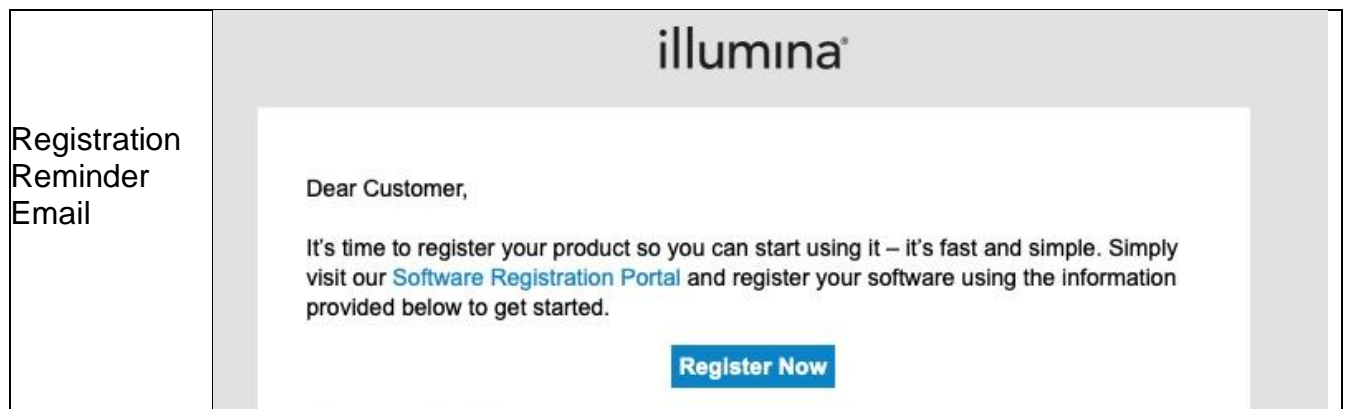 illumina®
Registration
Reminder
Email
Dear Customer,
It's time to register your product so you can start using it – it's fast and simple. Simply
visit our Software Registration Portal and register your software using the information
provided below to get started.
Register Now